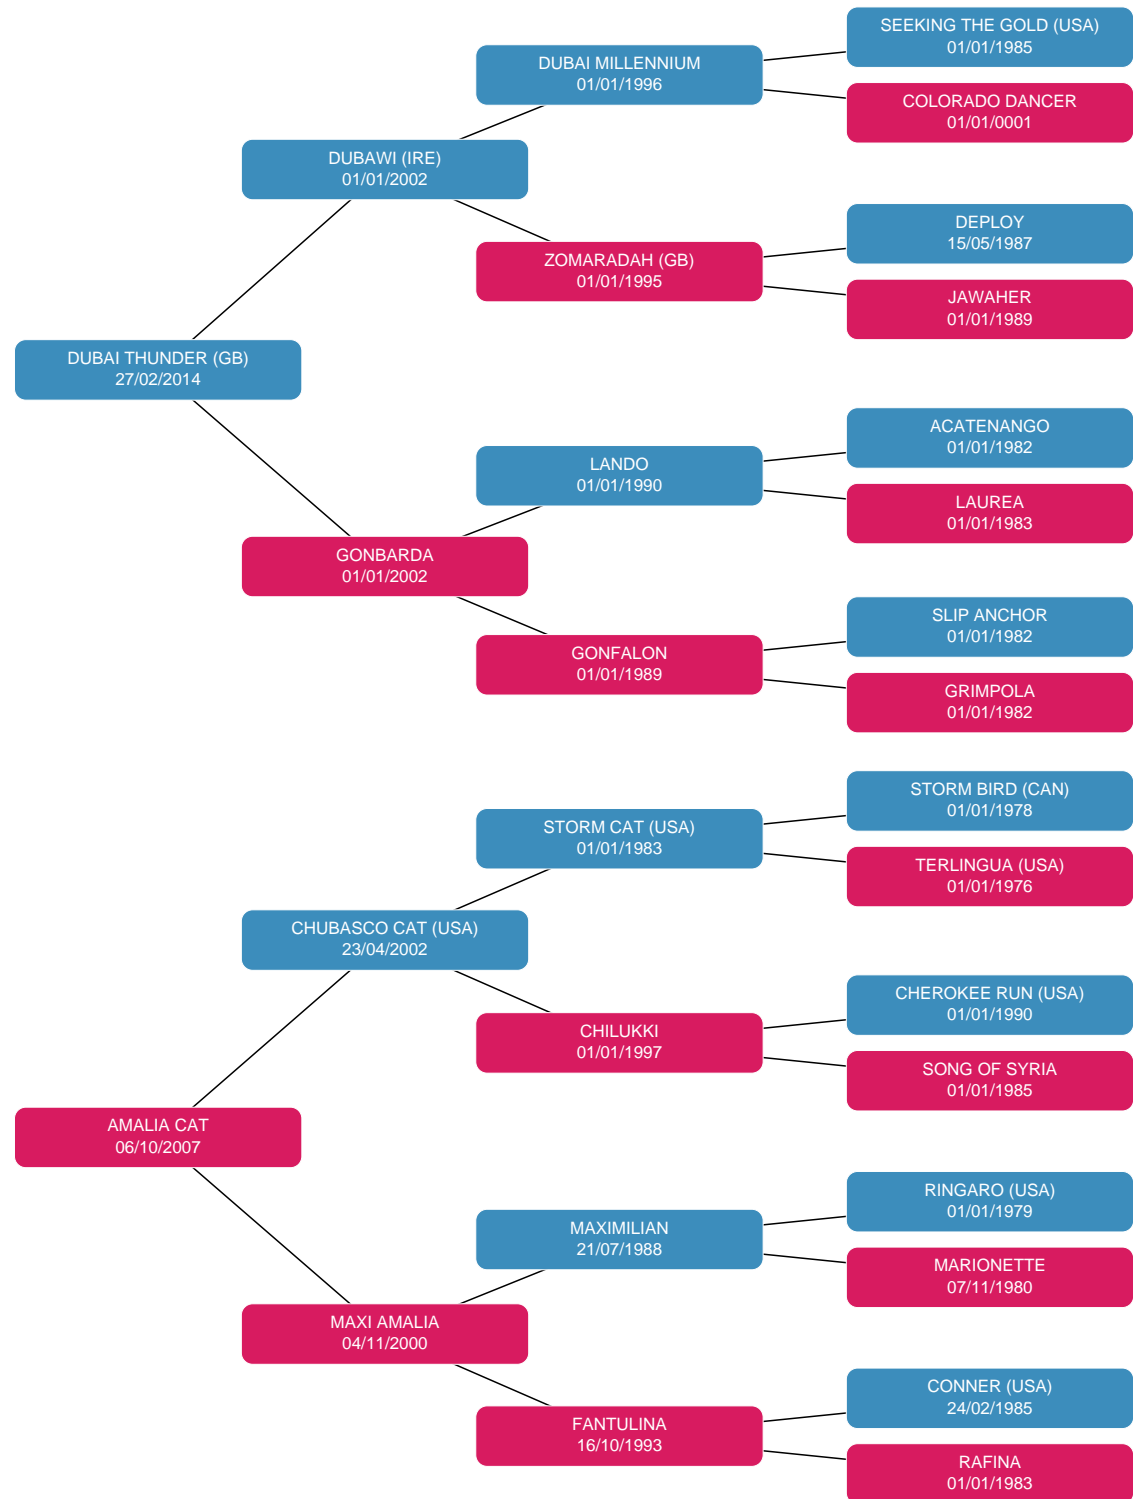 SEEKING THE GOLD (USA)
01/01/1985
DUBAI MILLENNIUM
01/01/1996
COLORADO DANCER
01/01/0001
DUBAWI (IRE)
01/01/2002
DEPLOY
15/05/1987
ZOMARADAH (GB)
01/01/1995
JAWAHER
01/01/1989
DUBAI THUNDER (GB)
27/02/2014
ACATENANGO
01/01/1982
LANDO
01/01/1990
LAUREA
01/01/1983
GONBARDA
01/01/2002
SLIP ANCHOR
01/01/1982
GONFALON
01/01/1989
GRIMPOLA
01/01/1982
STORM BIRD (CAN)
01/01/1978
STORM CAT (USA)
01/01/1983
TERLINGUA (USA)
01/01/1976
CHUBASCO CAT (USA)
23/04/2002
CHEROKEE RUN (USA)
01/01/1990
CHILUKKI
01/01/1997
SONG OF SYRIA
01/01/1985
AMALIA CAT
06/10/2007
RINGARO (USA)
01/01/1979
MAXIMILIAN
21/07/1988
MARIONETTE
07/11/1980
MAXI AMALIA
04/11/2000
CONNER (USA)
24/02/1985
FANTULINA
16/10/1993
RAFINA
01/01/1983